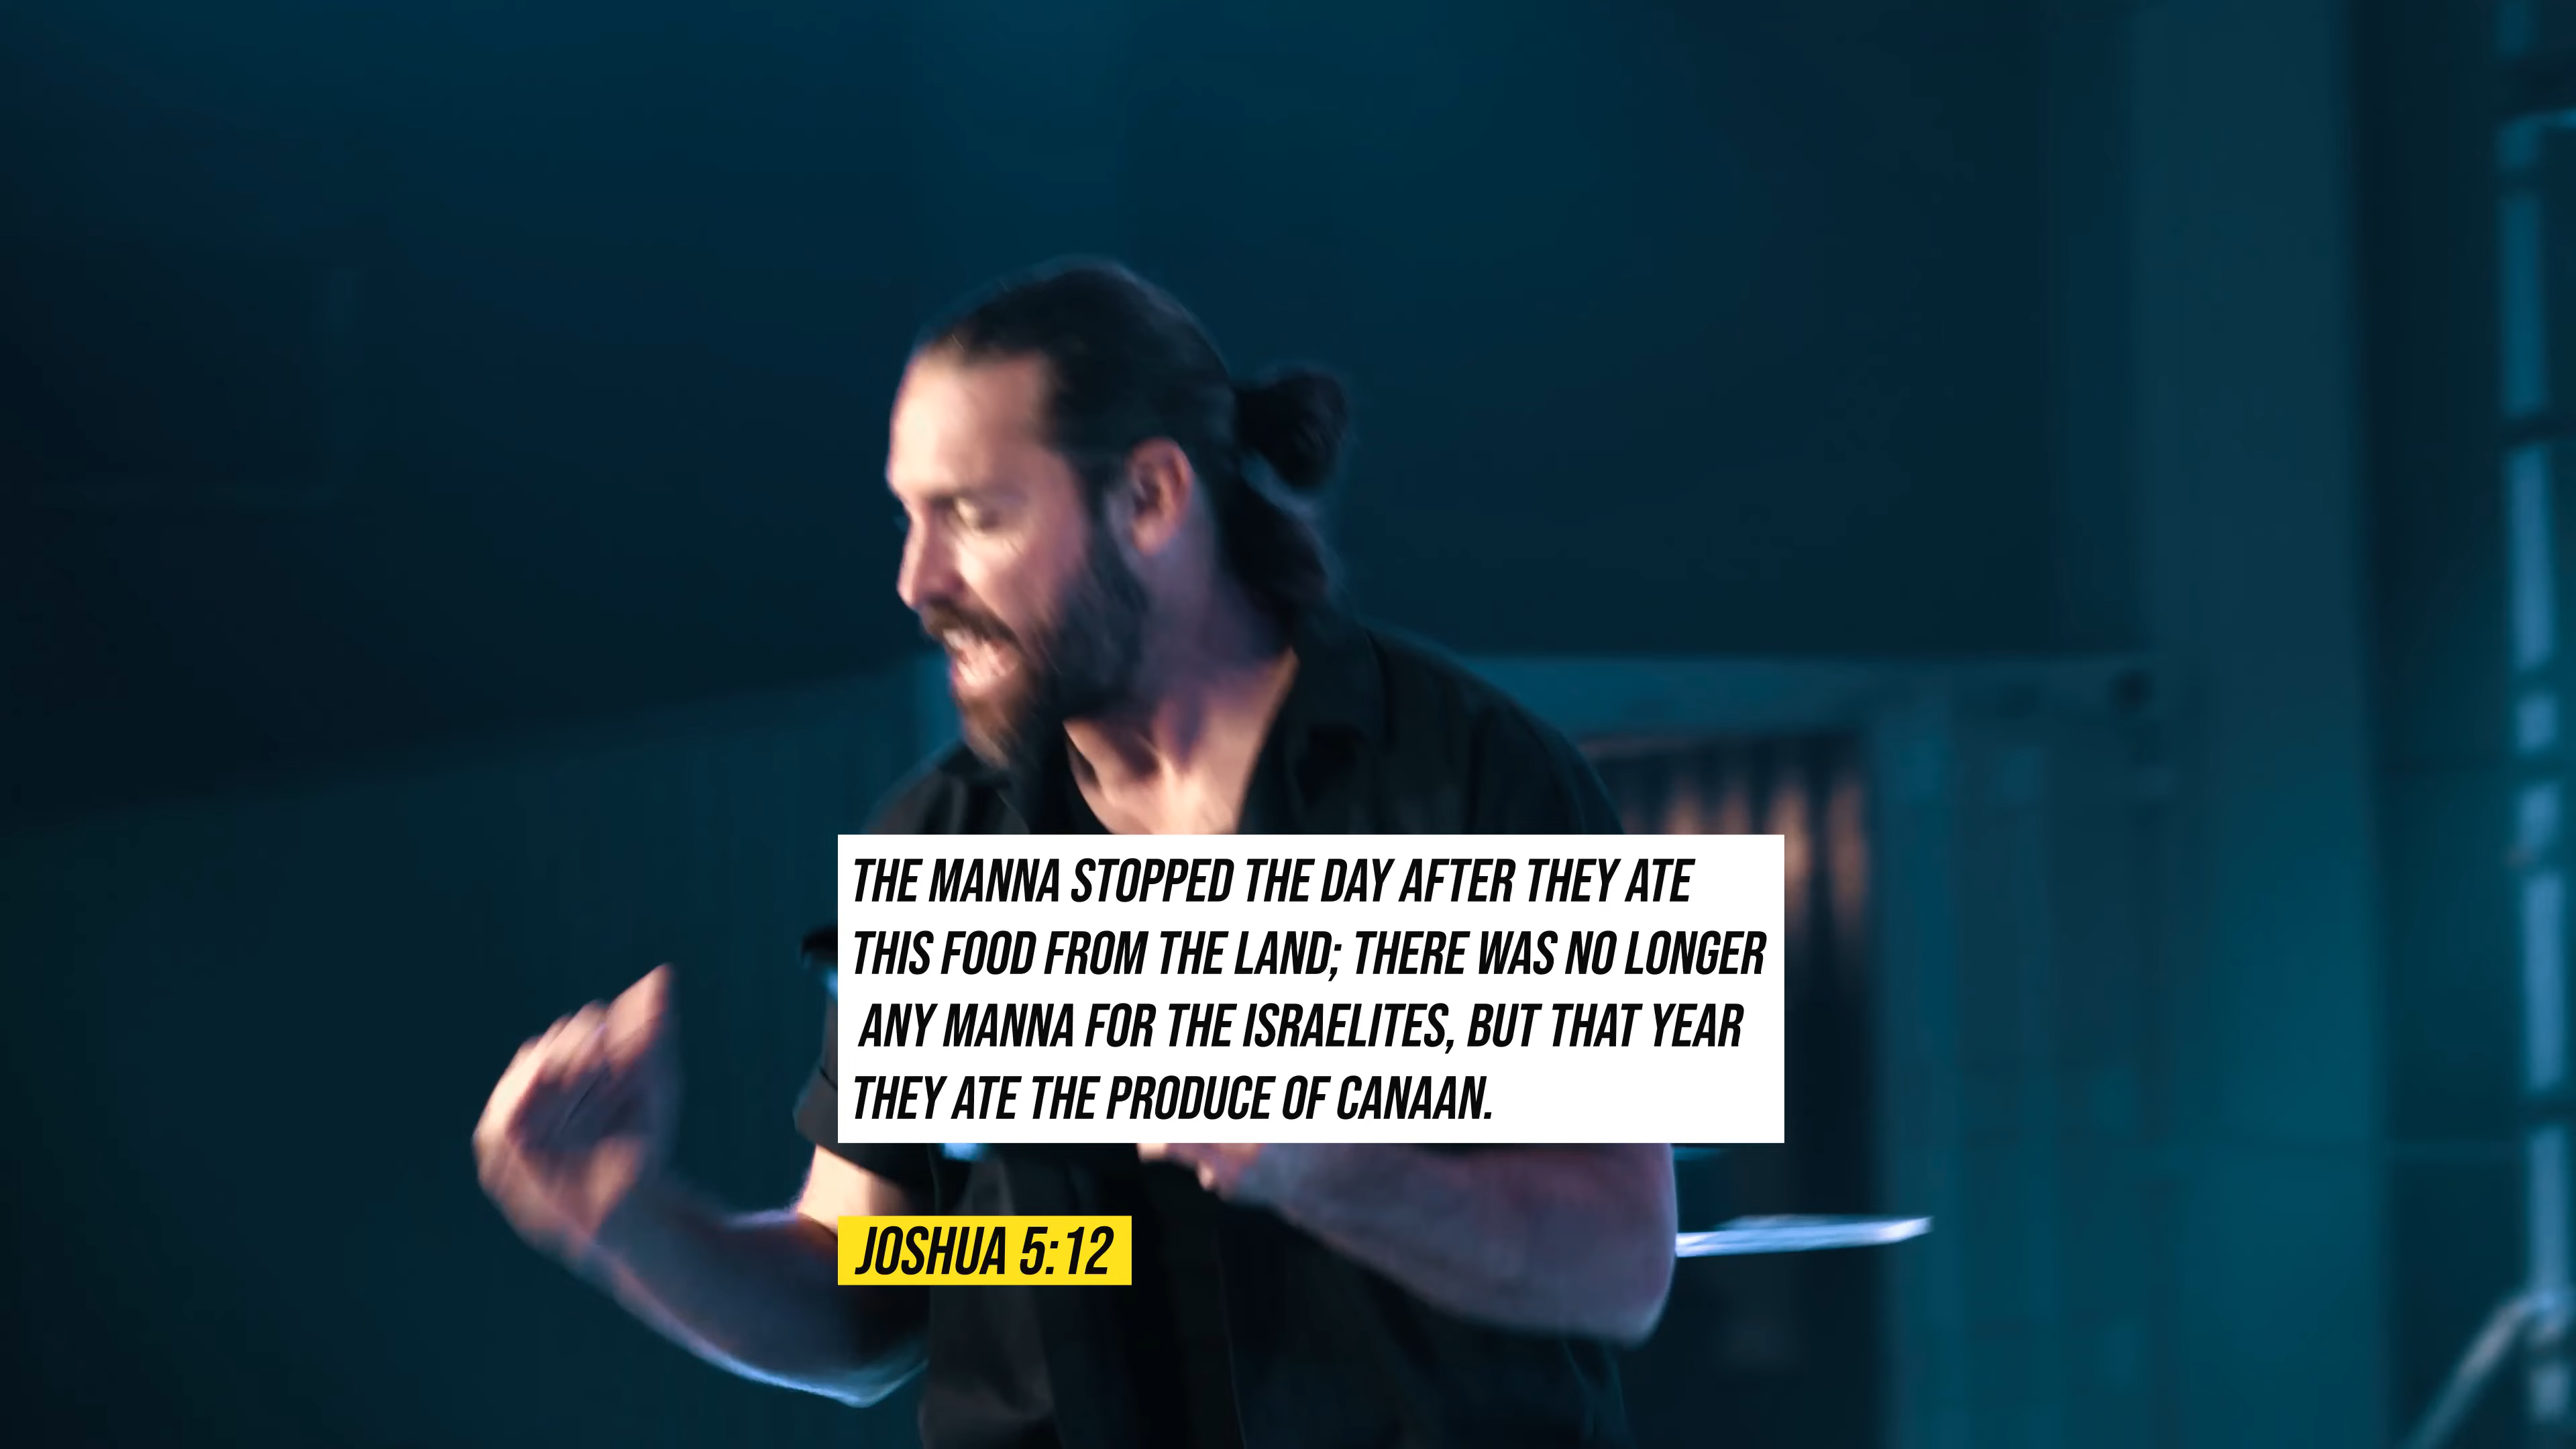 THE MANNA STOPPED THE DAY AFTER THEY ATE
THIS FOOD FROM THE LAND; THERE WAS NO LONGER
ANY MANNA FOR THE ISRAELITES, BUT THAT YEAR
THEY ATE THE PRODUCE OF CANAAN.
JOSHUA 5:12